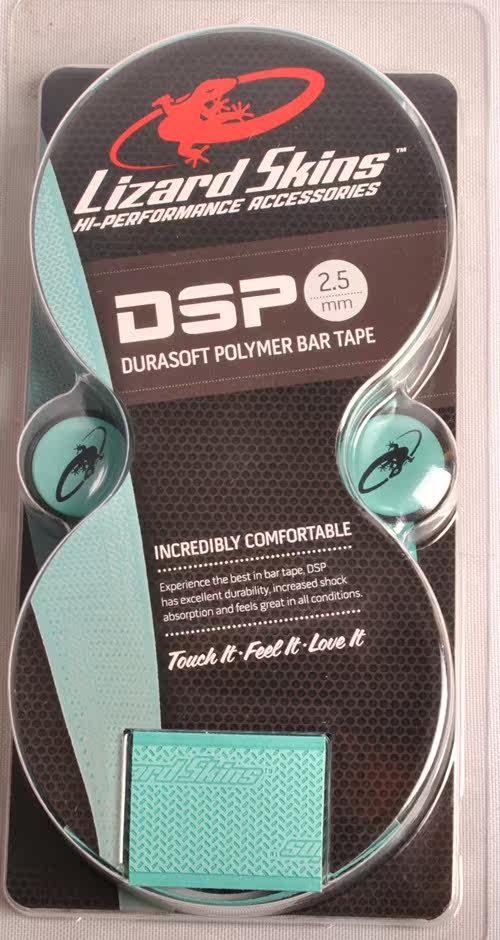 Lizard Skins™
HI-PERFORMANCE ACCESSORIES
DSP
2.5
mm
DURASOFT POLYMER BAR TAPE
INCREDIBLY COMFORTABLE
Experience the best in bar tape, DSP
has excellent durability, increased shock
absorption and feels great in all conditions.
Touch It · Feel It · Love It
ard Skins